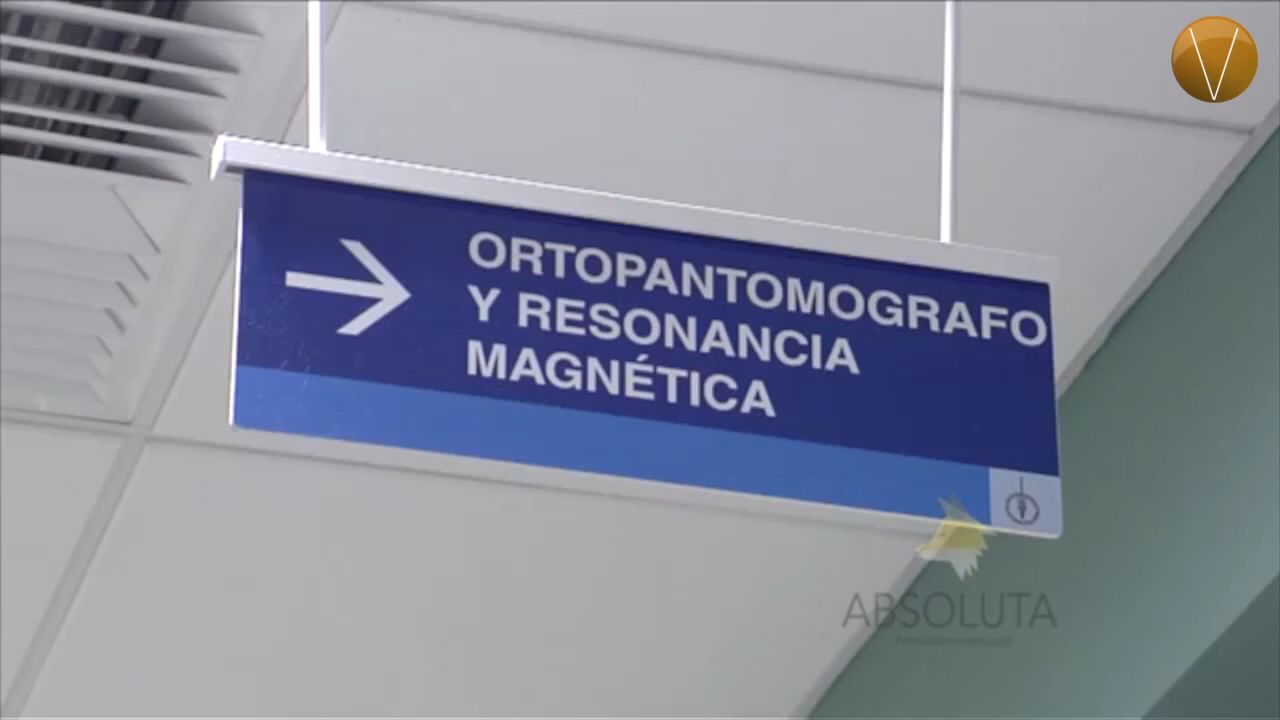 V
ORTOPANTOMOGRAFO
Y RESONANCIA
MAGNÉTICA
ABSOLUTA